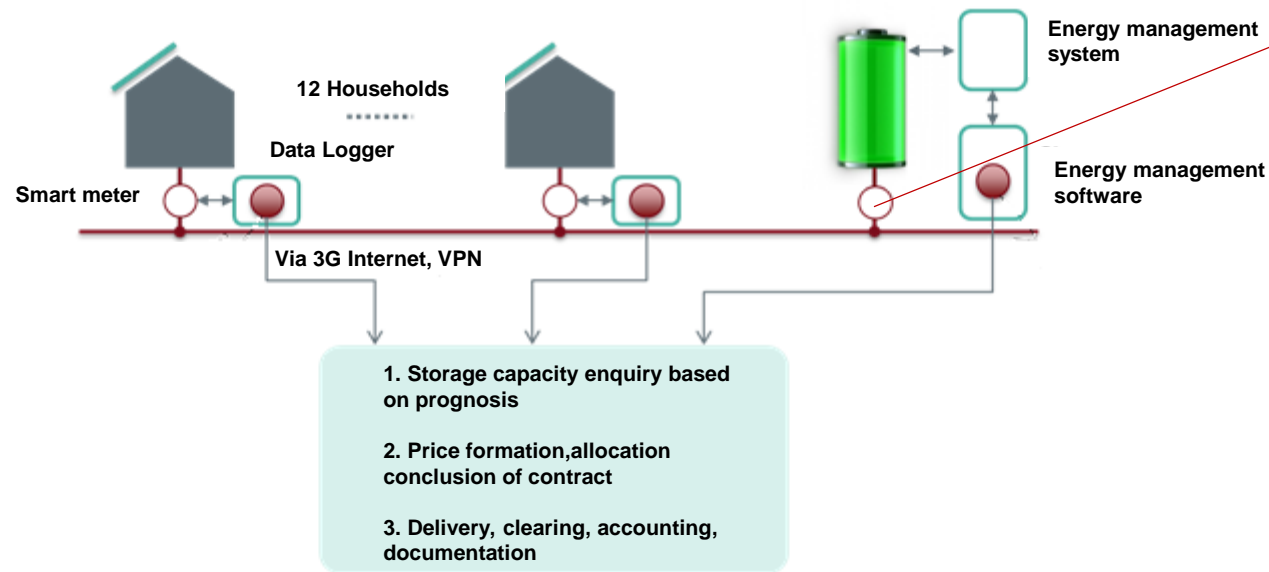 Energy management
system
12 Households
Data Logger
Smart meter
Energy management
software
Via 3G Internet, VPN
1. Storage capacity enquiry based
on prognosis
2. Price formation,allocation
conclusion of contract
3. Delivery, clearing, accounting,
documentation